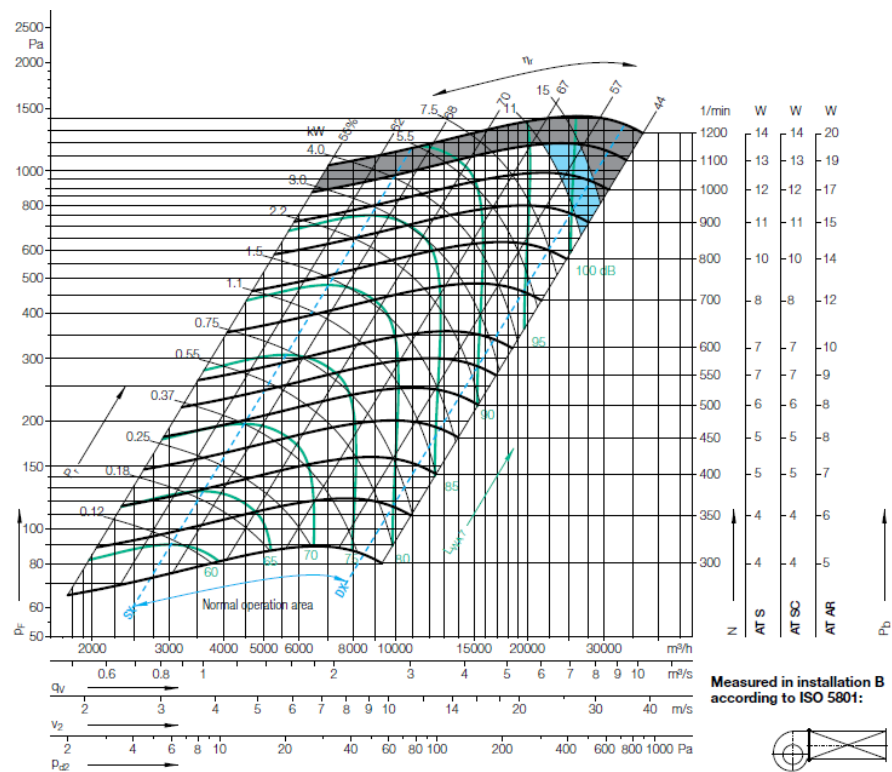 2500
Pa
2000
1500
1000
800
600
500
400
300
200
150
100
80
60
50
p_F
ηr
kW
55%
62
68
70
67
57
44
4.0
5.5
7.5
11
15
3.0
2.2
1.5
1.1
0.75
0.55
0.37
0.25
0.18
0.12
100 dB
95
90
85
80
70
65
60
SX
DX
Normal operation area
1/min W W W
1200 14 14 20
1100 13 13 19
1000 12 12 17
900 11 11 15
800 10 10 14
700 8 8 12
600 7 7 10
550 7 7 9
500 6 6 8
450 5 5 8
400 5 5 7
350 4 4 6
300 4 4 5
N
AT S
AT SC
AT AR
P_b
2000 3000 4000 5000 6000 8000 10000 15000 20000 30000 m³/h
0.6 0.8 1 2 3 4 5 6 7 8 9 10 m³/s
q_V
2 3 4 5 6 7 8 9 10 14 20 30 40 m/s
v_2
2 4 6 8 10 20 40 60 80 100 200 400 600 800 1000 Pa
p_d2
Measured in installation B
according to ISO 5801: